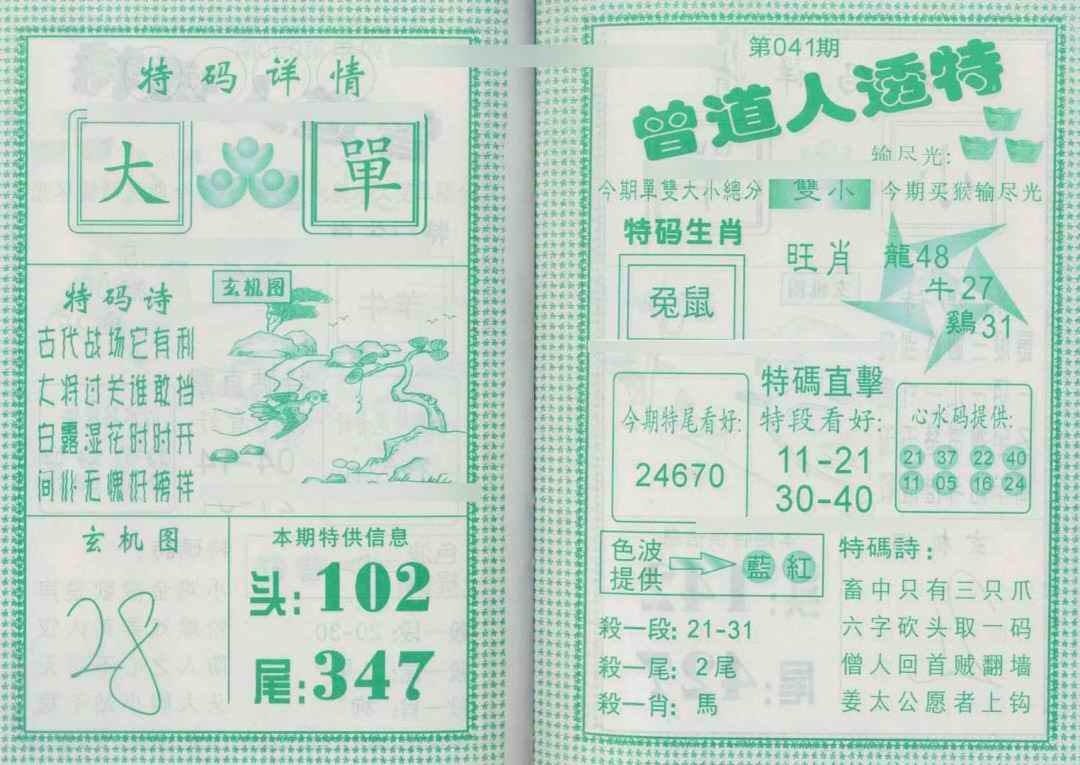 特码详情
大 單
特码诗
玄机图
古代战场它有利
大将过关谁敢挡
白露湿花时时开
间仆无愧好榜样
玄机图
28
本期特供信息
头:102
尾:347
第041期
曾道人透特
输尽光:
今期單雙大小總分 雙小 今期买猴输尽光
特码生肖
兔鼠
旺肖
龍48
牛27
鷄31
今期特尾看好:
24670
特碼直擊
特段看好:
11-21
30-40
心水码提供:
21 37 22 40
11 05 16 24
色波
提供
藍 紅
殺一段:21-31
殺一尾:2尾
殺一肖:馬
特碼詩:
畜中只有三只爪
六字砍头取一码
僧人回首贼翻墙
姜太公愿者上钩